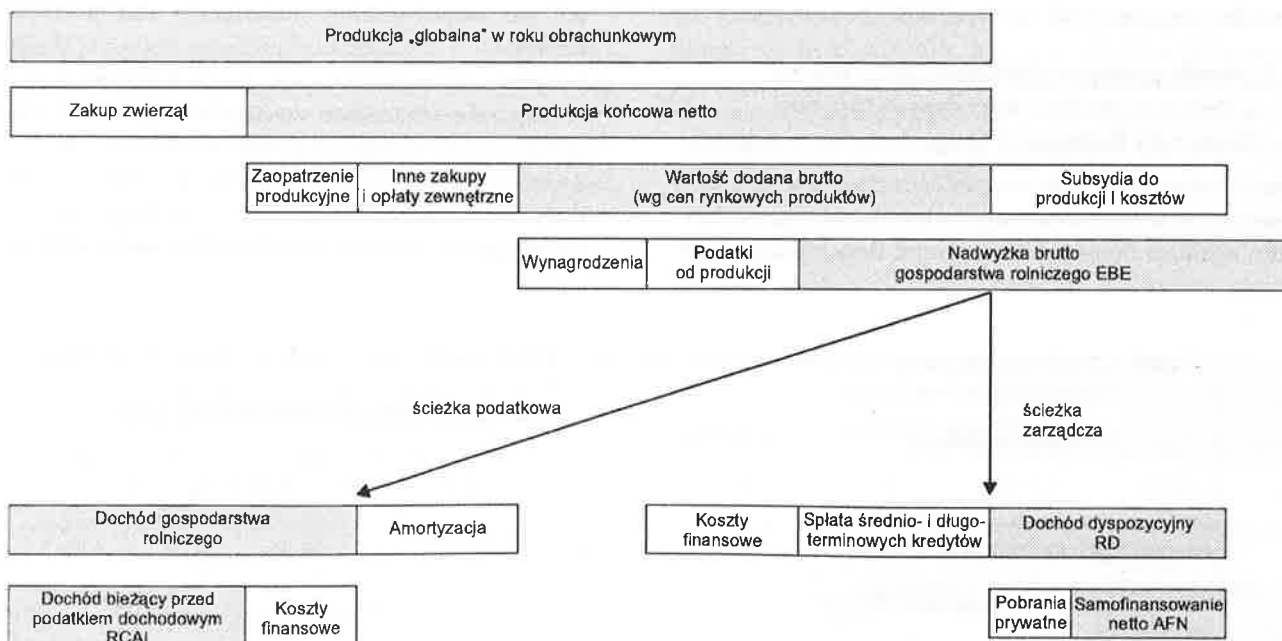 Produkcja „globalna" w roku obrachunkowym
Zakup zwierząt
Produkcja końcowa netto
Zaopatrzenie
produkcyjne
Inne zakupy
i opłaty zewnętrzne
Wartość dodana brutto
(wg cen rynkowych produktów)
Subsydia do
produkcji I kosztów
Wynagrodzenia
Podatki
od produkcji
Nadwyżka brutto
gospodarstwa rolniczego EBE
ścieżka podatkowa
ścieżka
zarządcza
Dochód gospodarstwa
rolniczego
Amortyzacja
Koszty
finansowe
Spłata średnio- i długo-
terminowych kredytów
Dochód dyspozycyjny
RD
Dochód bieżący przed
podatkiem dochodowym
RCAI
Koszty
finansowe
Pobrania
prywatne
Samofinansowanie
netto AFN